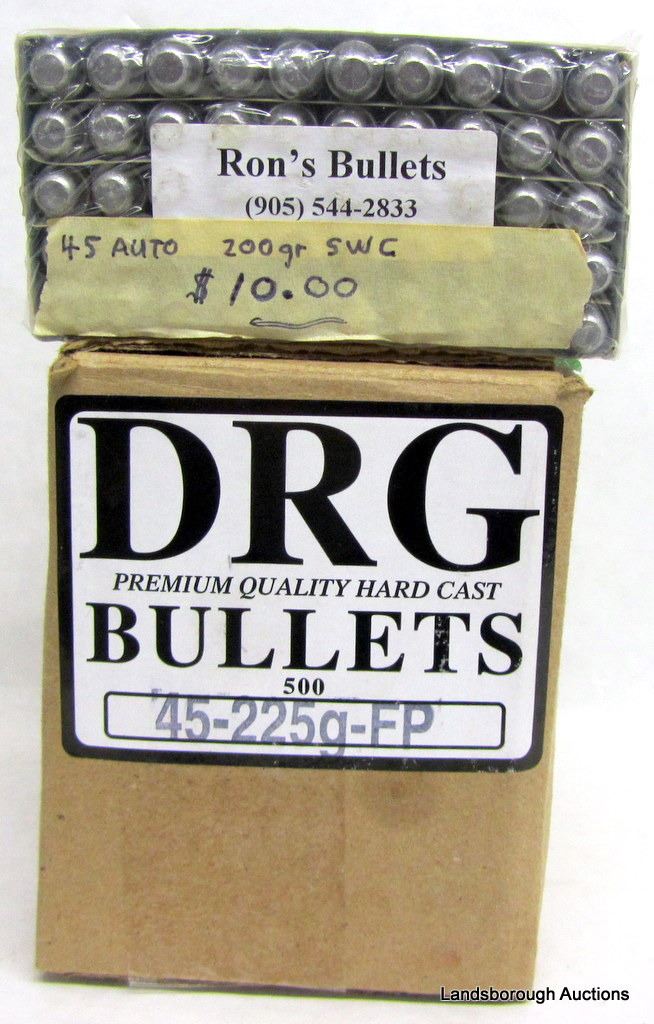 Ron's Bullets
(905) 544-2833
45 AUTO 200gr SWC
$10.00
DRG
PREMIUM QUALITY HARD CAST
BULLETS
500
45-225g-FP
Landsborough Auctions